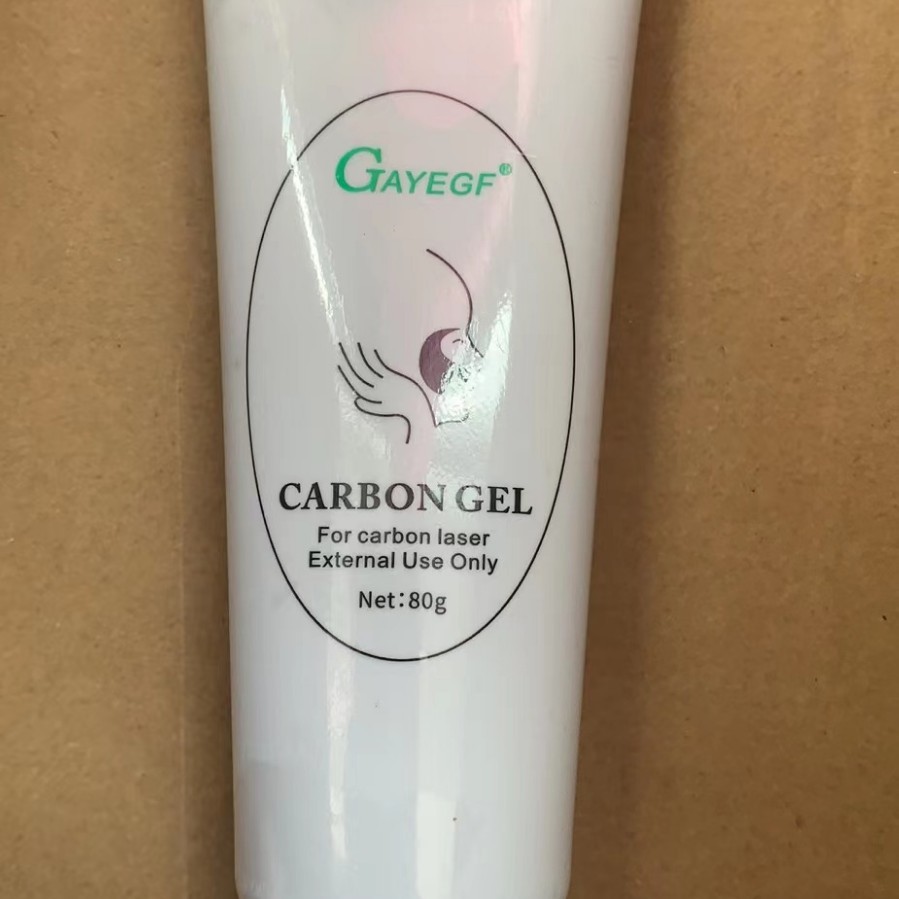 GAYEGF®
CARBON GEL
For carbon laser
External Use Only
Net:80g